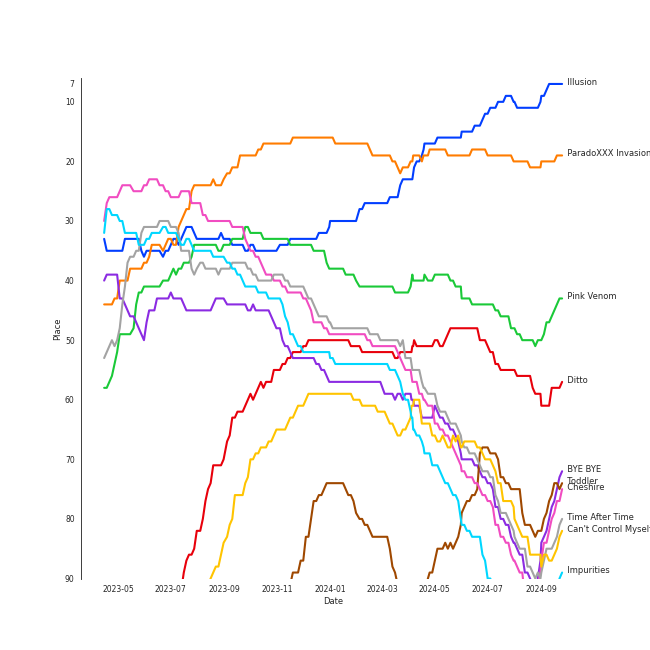 7
10
20
30
40
50
60
70
80
90
Place
2023-05
2023-07
2023-09
2023-11
2024-01
2024-03
2024-05
2024-07
2024-09
Date
Illusion
ParadoXXX Invasion
Pink Venom
Ditto
BYE BYE
Toddler
Cheshire
Time After Time
Can't Control Myself
Impurities